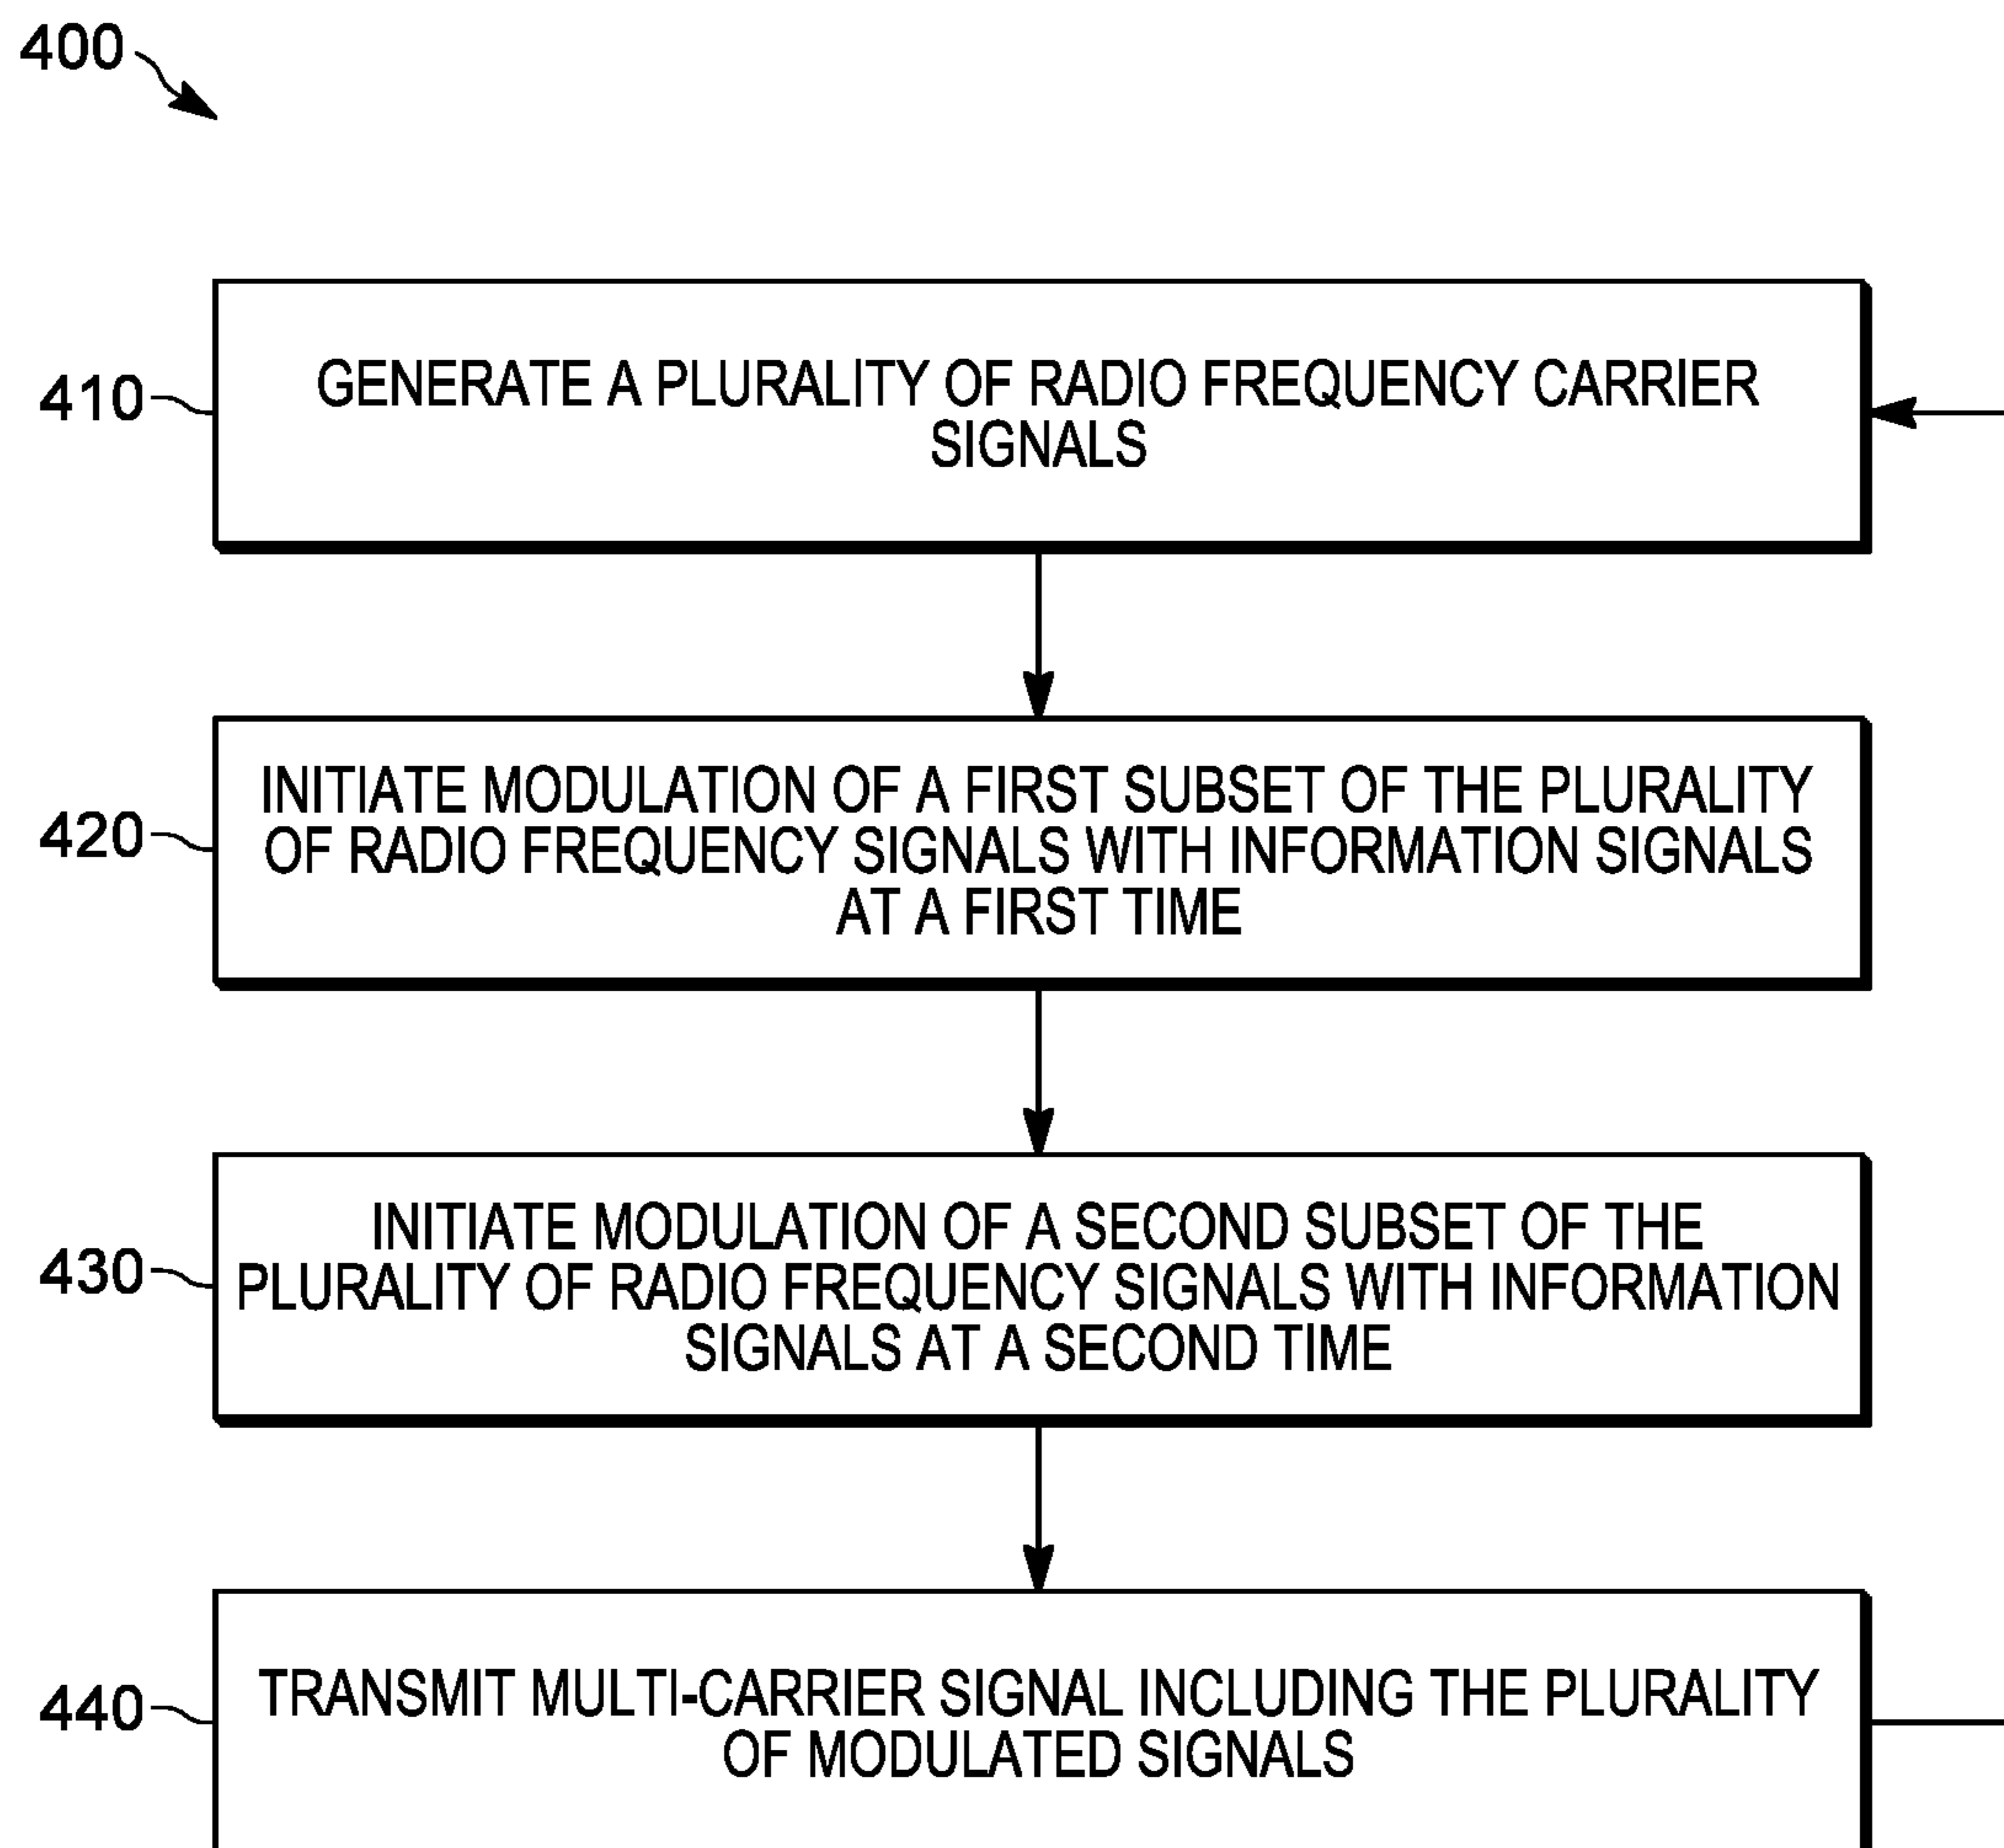 400
410
GENERATE A PLURALITY OF RADIO FREQUENCY CARRIER
SIGNALS
420
INITIATE MODULATION OF A FIRST SUBSET OF THE PLURALITY
OF RADIO FREQUENCY SIGNALS WITH INFORMATION SIGNALS
AT A FIRST TIME
430
INITIATE MODULATION OF A SECOND SUBSET OF THE
PLURALITY OF RADIO FREQUENCY SIGNALS WITH INFORMATION
SIGNALS AT A SECOND TIME
440
TRANSMIT MULTI-CARRIER SIGNAL INCLUDING THE PLURALITY
OF MODULATED SIGNALS